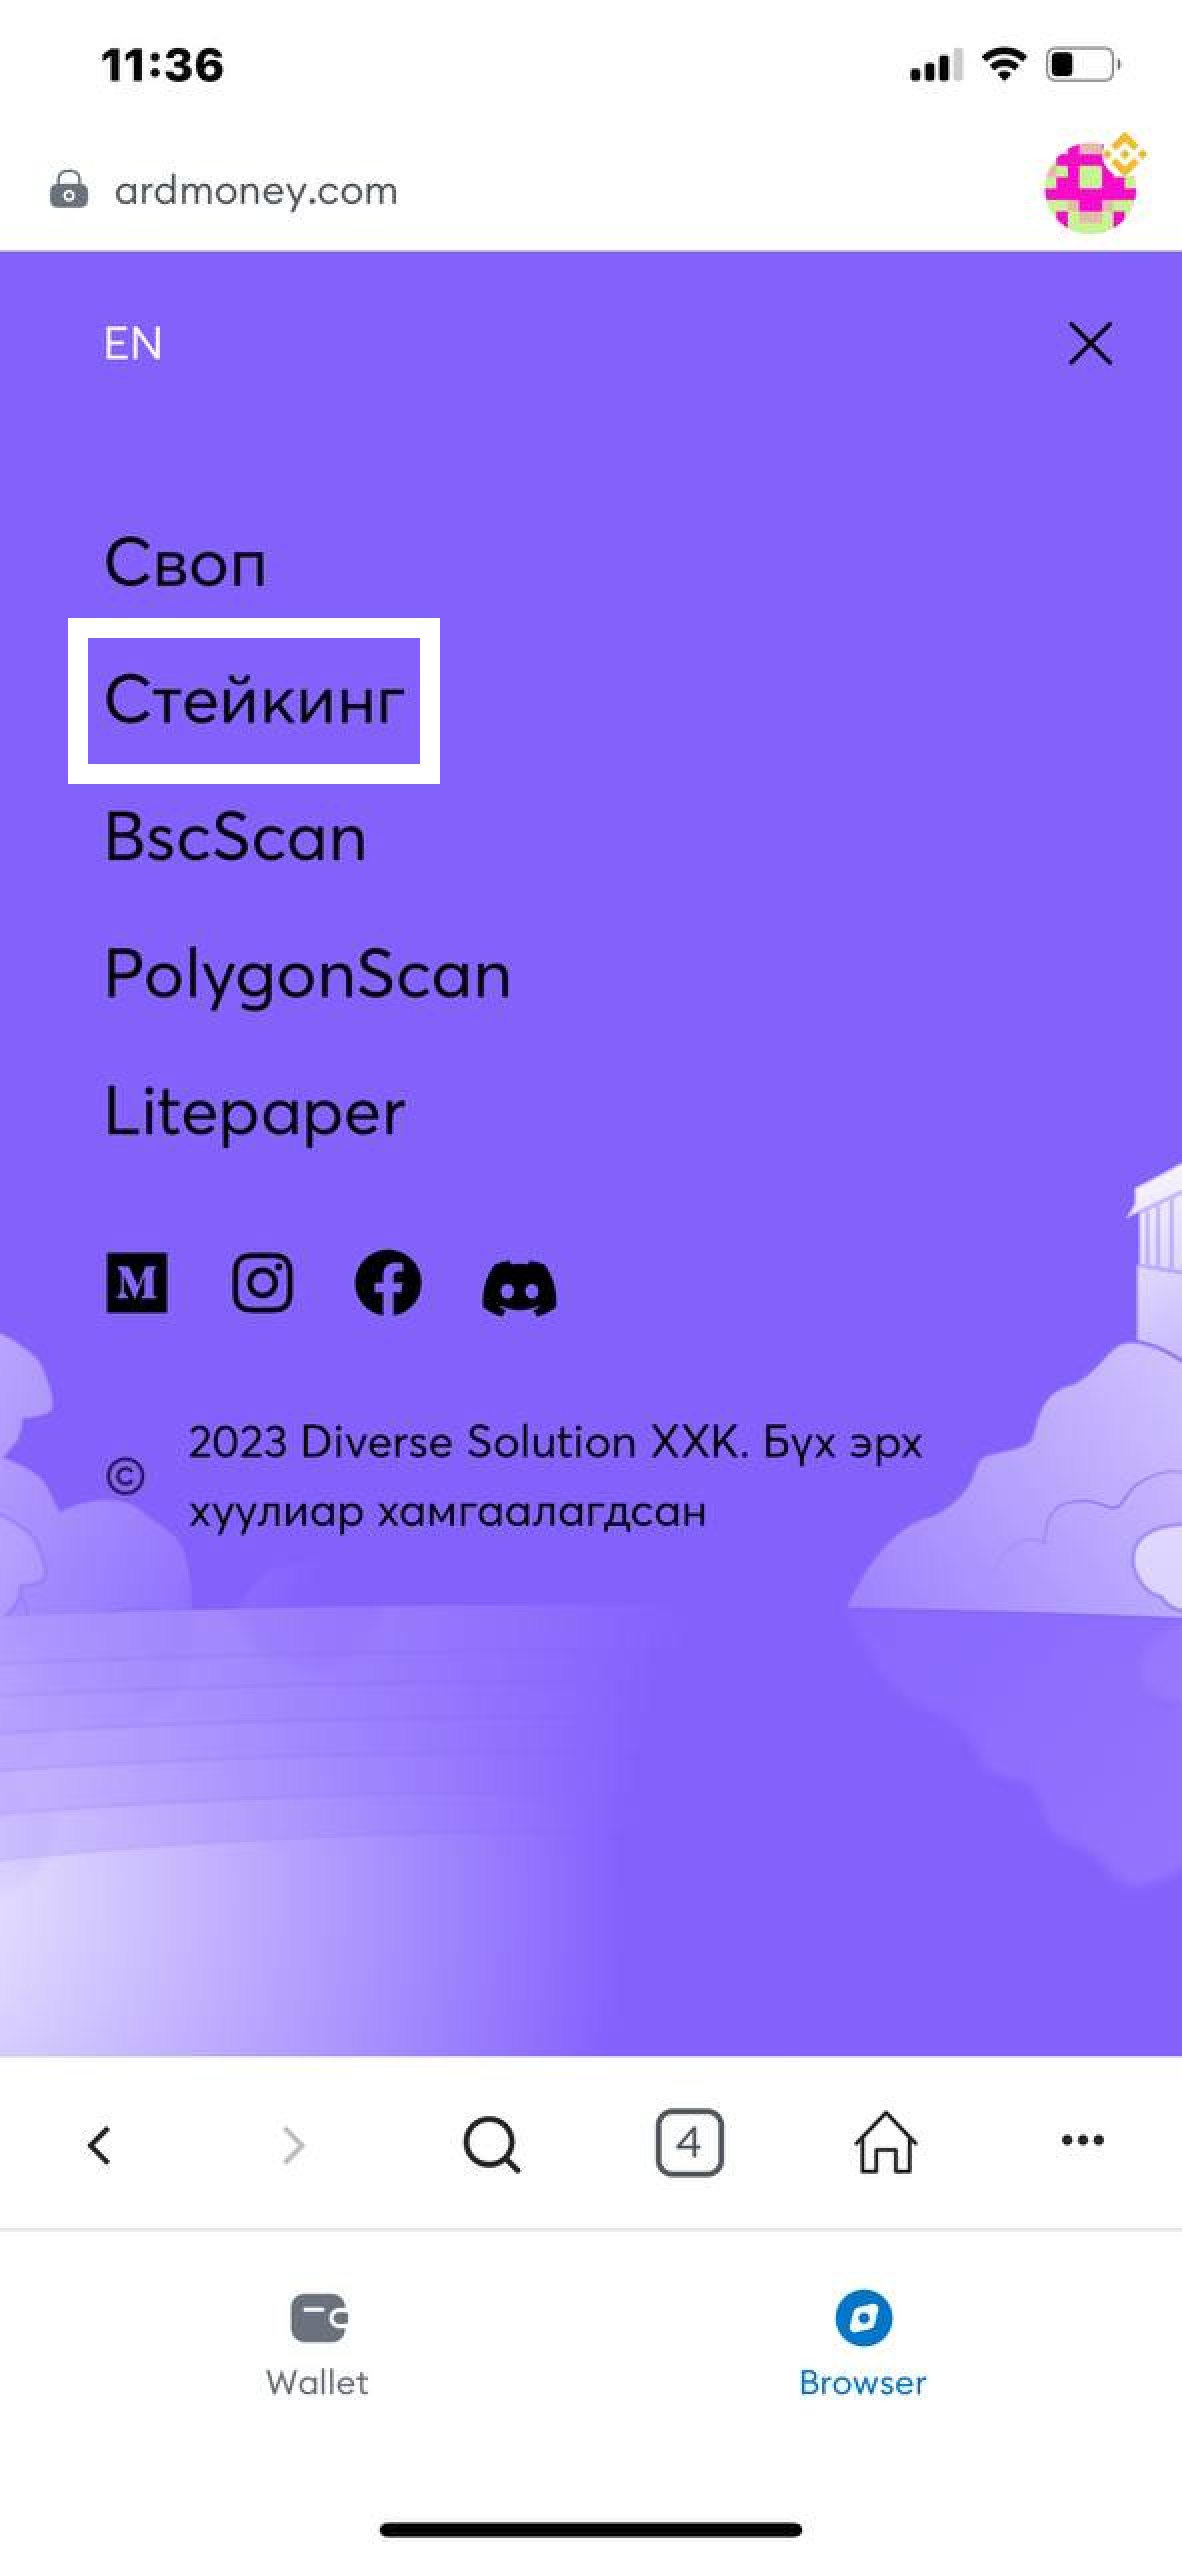 11:36
ardmoney.com
EN
Своп
Стейкинг
BscScan
PolygonScan
Litepaper
M
© 2023 Diverse Solution ХХК. Бүх эрх
хуулиар хамгаалагдсан
4
Wallet
Browser